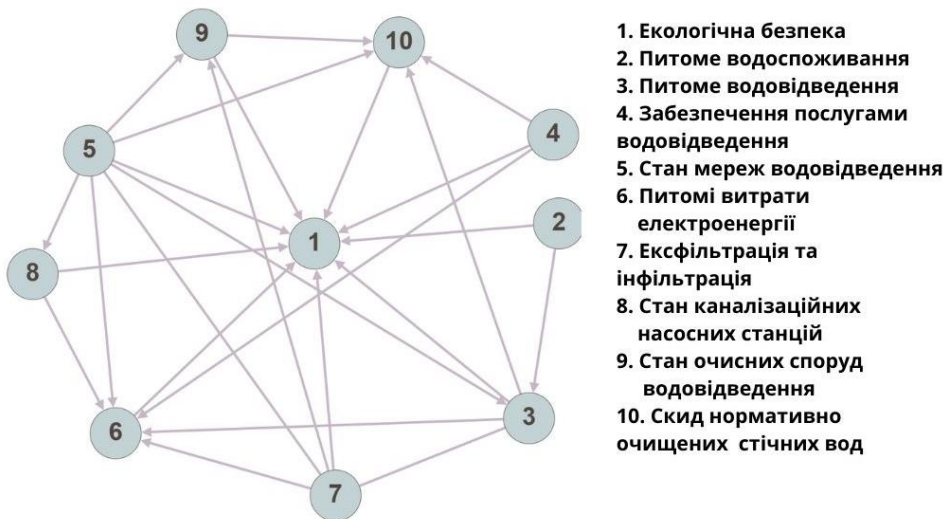 9
10
5
4
2
1
8
3
6
7
1. Екологічна безпека
2. Питоме водоспоживання
3. Питоме водовідведення
4. Забезпечення послугами
водовідведення
5. Стан мереж водовідведення
6. Питомі витрати
електроенергії
7. Ексфільтрація та
інфільтрація
8. Стан каналізаційних
насосних станцій
9. Стан очисних споруд
водовідведення
10. Скид нормативно
очищених стічних вод